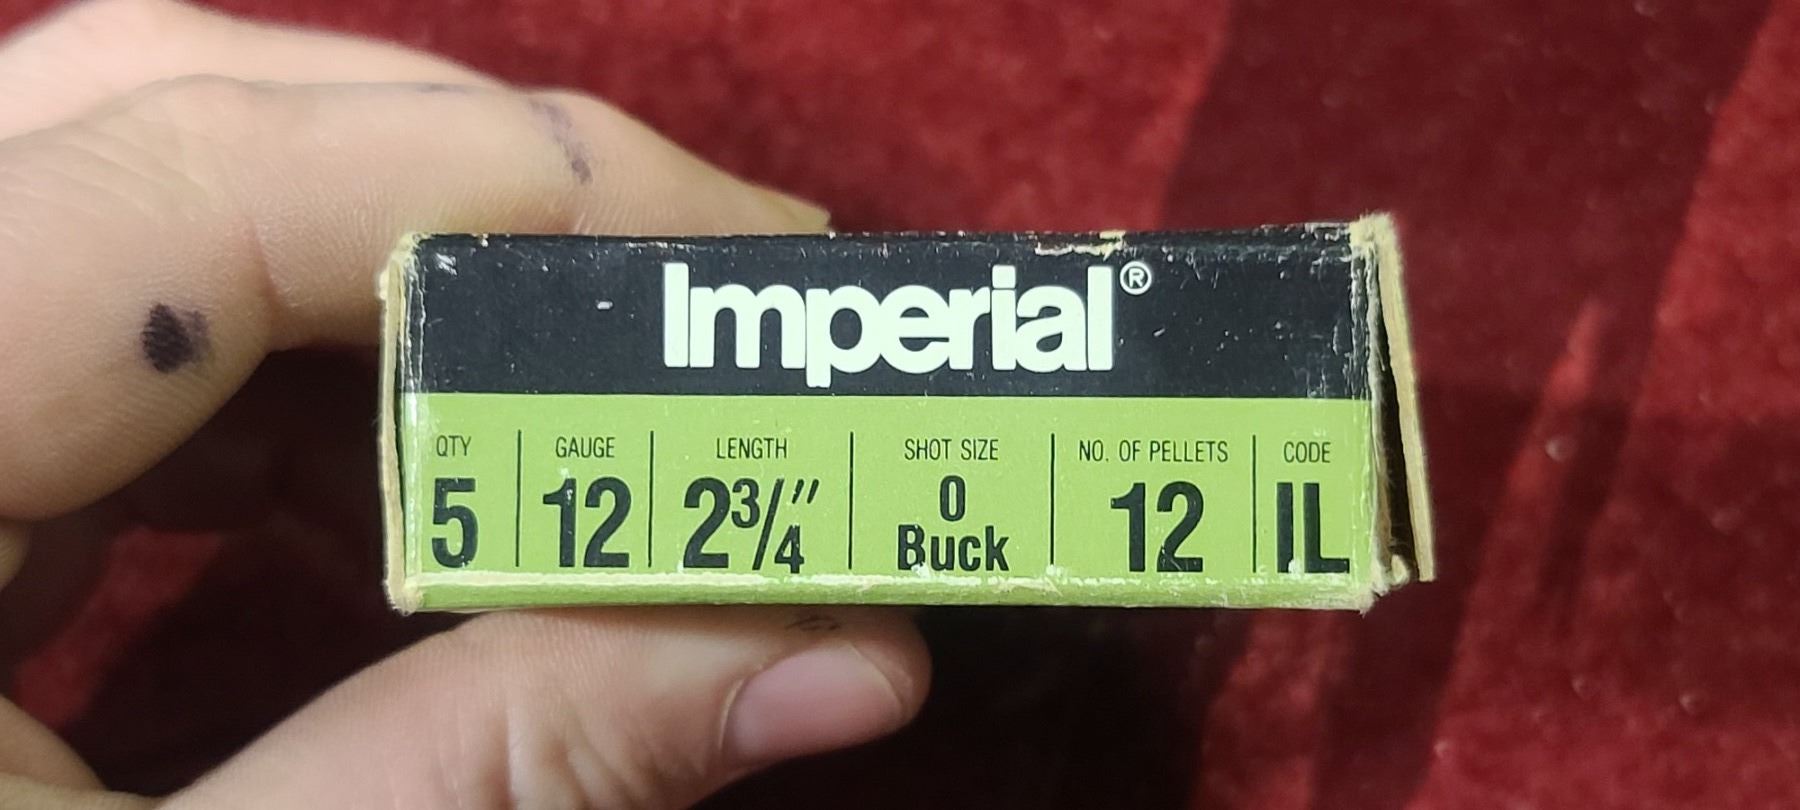 Imperial®
QTY GAUGE LENGTH SHOT SIZE NO. OF PELLETS CODE
5 12 2¾" 0 Buck 12 IL